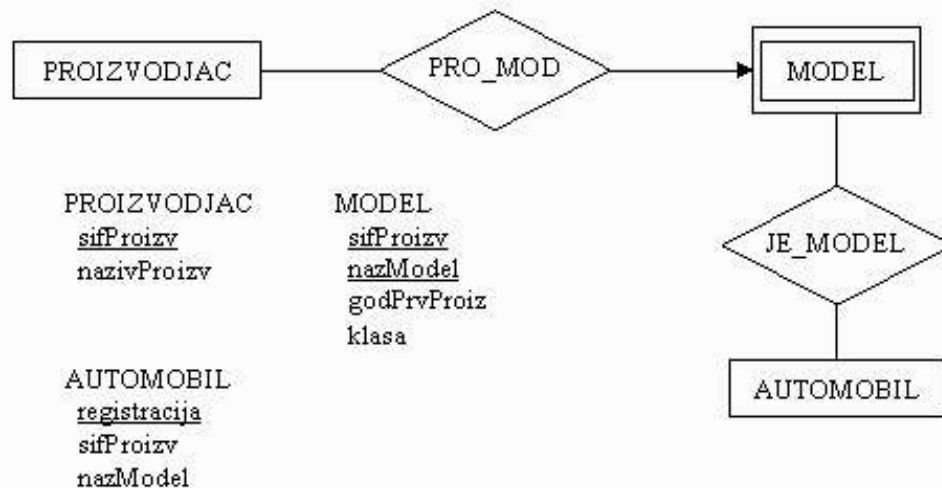 PROIZVODJAC
PRO_MOD
MODEL
JE_MODEL
AUTOMOBIL
PROIZVODJAC
sifProizv
nazivProizv
MODEL
sifProizv
nazModel
godPrvProiz
klasa
AUTOMOBIL
registracija
sifProizv
nazModel